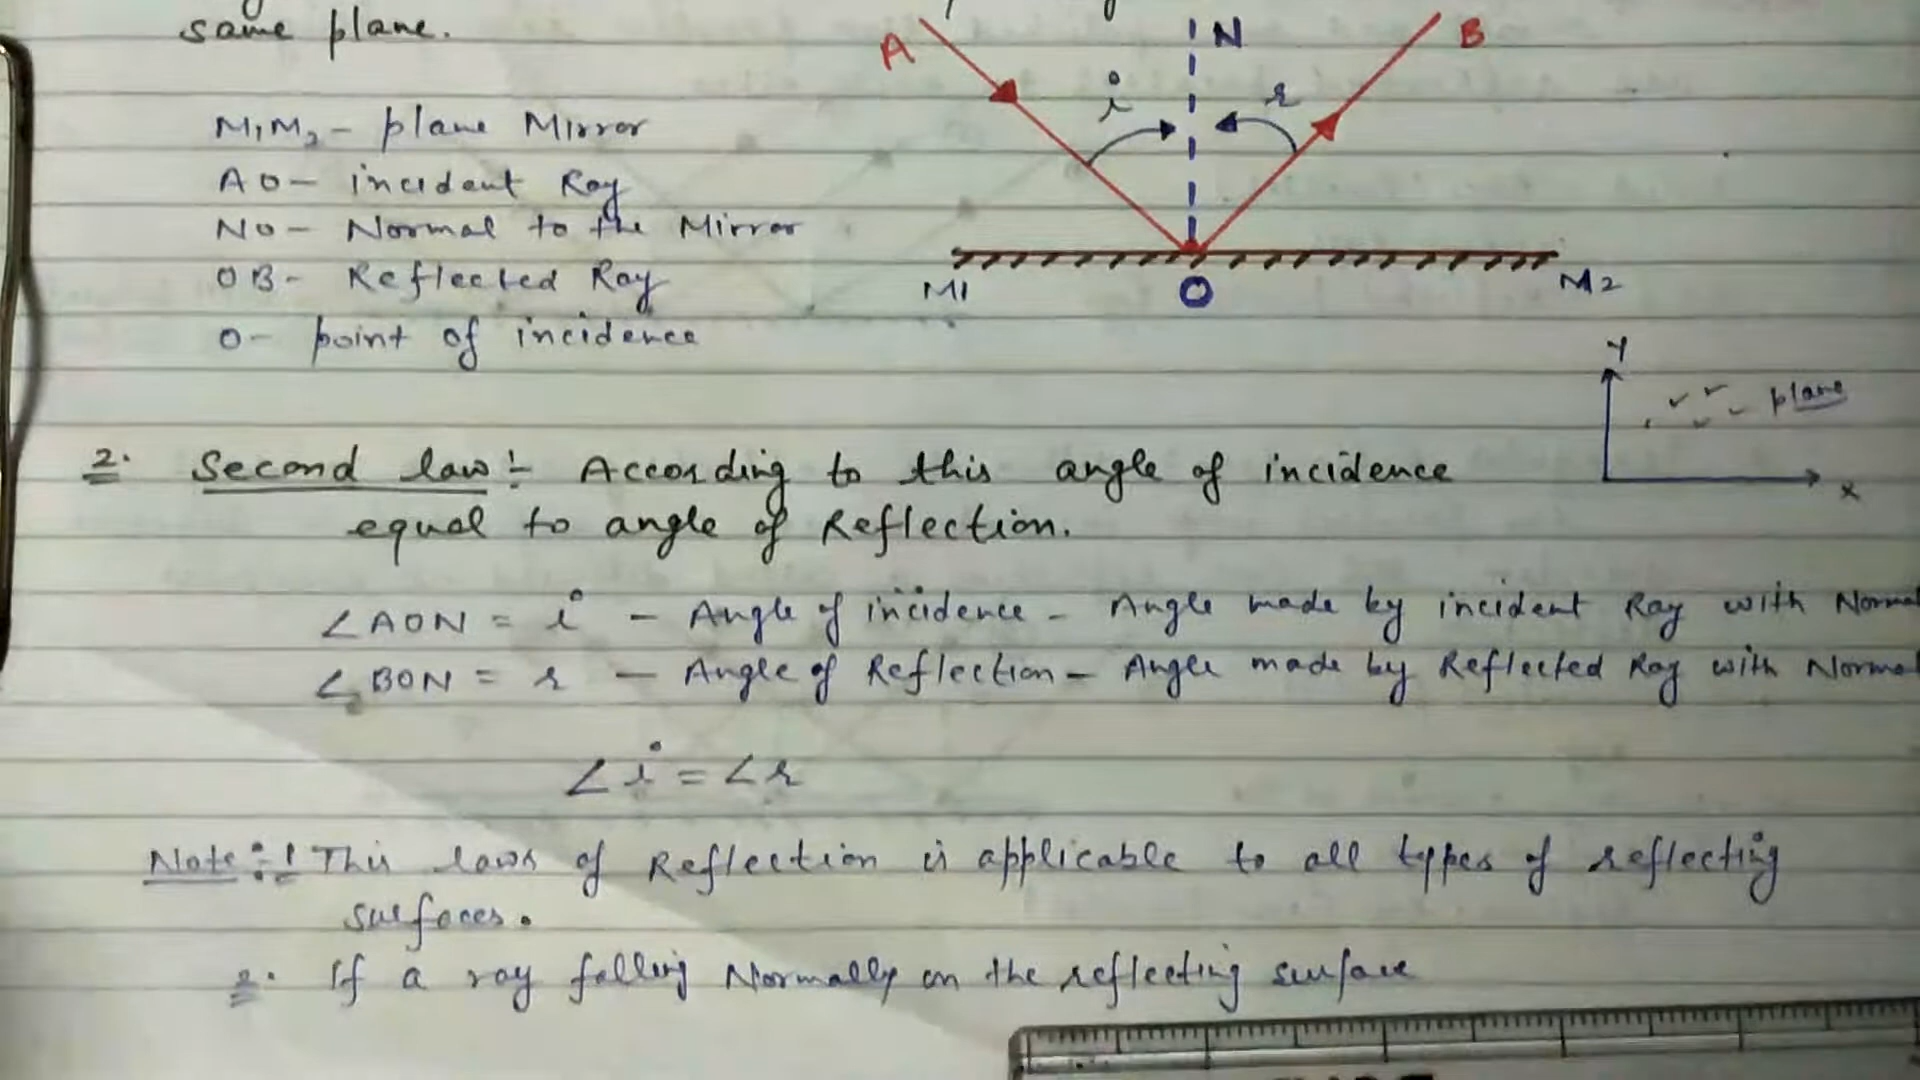 same plane.
A
N
B
i
r
M1M2 - plane Mirror
AO - incident Ray
NO - Normal to the Mirror
OB - Reflected Ray
O - point of incidence
M1
O
M2
Y
plane
X
2. Second law :- According to this angle of incidence
equal to angle of Reflection.
∠AON = i - Angle of incidence - Angle made by incident Ray with Normal
∠BON = r - Angle of Reflection - Angle made by Reflected Ray with Normal
∠i = ∠r
Note :- 1 This laws of Reflection is applicable to all types of reflecting
surfaces.
2. If a ray falling Normally on the reflecting surface